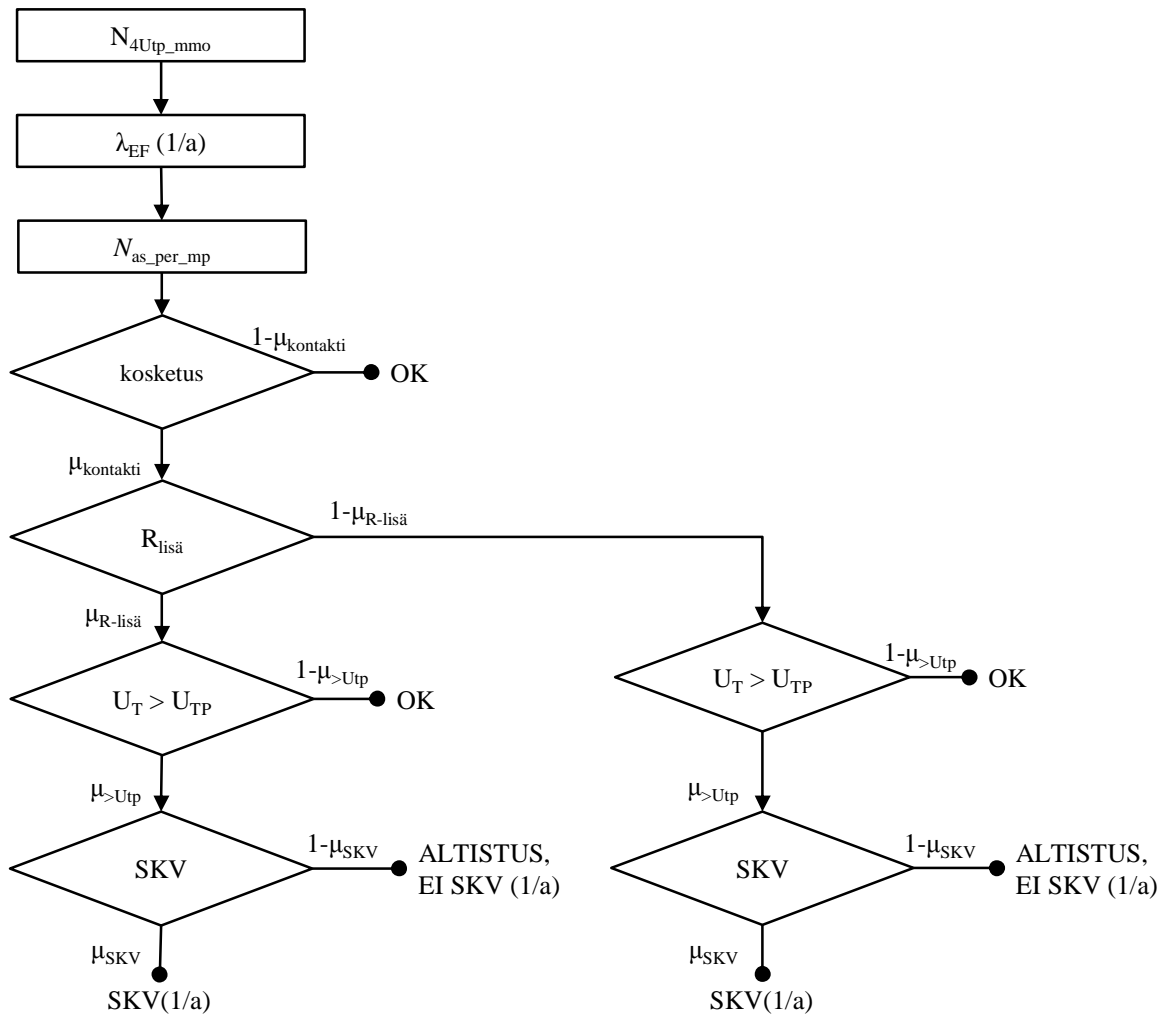 N4Utp_mmo
λEF (1/a)
Nas_per_mp
kosketus
1-μkontakti
OK
μkontakti
Rlisä
1-μR-lisä
μR-lisä
UT > UTP
1-μ>Utp
OK
μ>Utp
SKV
1-μSKV
ALTISTUS,
EI SKV (1/a)
μSKV
SKV(1/a)
UT > UTP
1-μ>Utp
OK
μ>Utp
SKV
1-μSKV
ALTISTUS,
EI SKV (1/a)
μSKV
SKV(1/a)